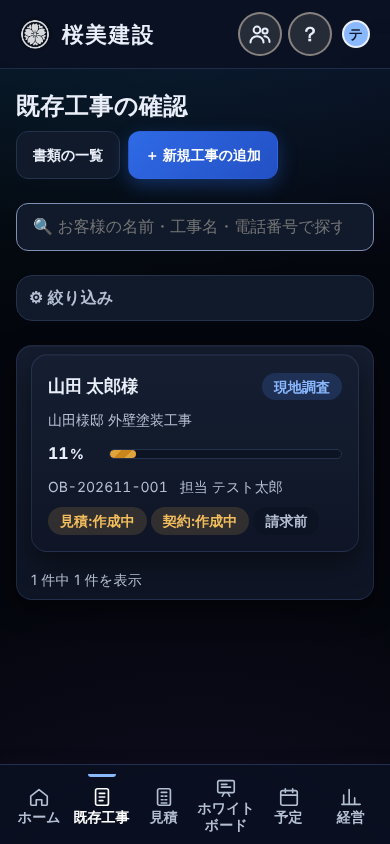 桜美建設
?
テ
既存工事の確認
書類の一覧
+ 新規工事の追加
🔍 お客様の名前・工事名・電話番号で探す
⚙ 絞り込み
山田 太郎様
現地調査
山田様邸 外壁塗装工事
11%
OB-202611-001 担当 テスト太郎
見積:作成中 契約:作成中 請求前
1 件中 1 件を表示
ホーム
既存工事
見積
ホワイト
ボード
予定
経営